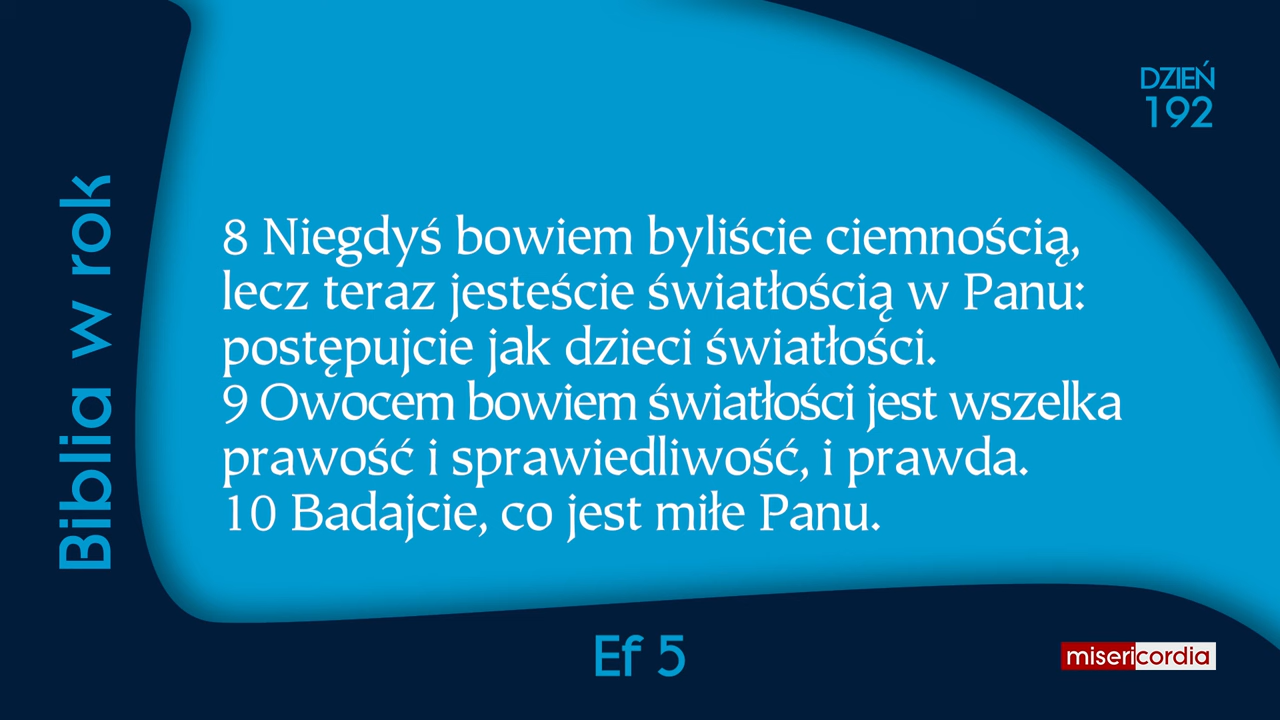 DZIEŃ
192
Biblia w rok
8 Niegdyś bowiem byliście ciemnością,
lecz teraz jesteście światłością w Panu:
postępujcie jak dzieci światłości.
9 Owocem bowiem światłości jest wszelka
prawość i sprawiedliwość, i prawda.
10 Badajcie, co jest miłe Panu.
Ef 5
misericordia